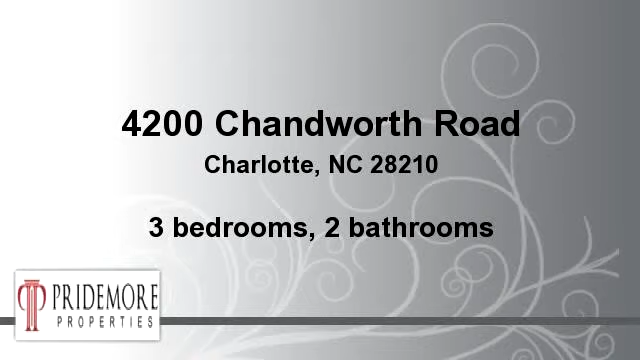 4200 Chandworth Road
Charlotte, NC 28210
3 bedrooms, 2 bathrooms
PRIDEMORE
PROPERTIES